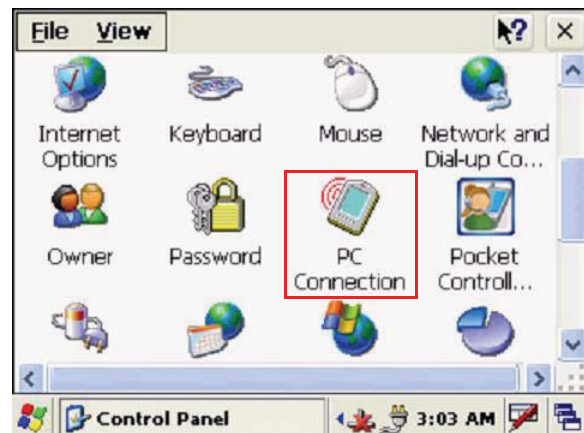 File View ?
Internet Options
Keyboard
Mouse
Network and Dial-up Co...
Owner
Password
PC Connection
Pocket Controll...
Control Panel
3:03 AM